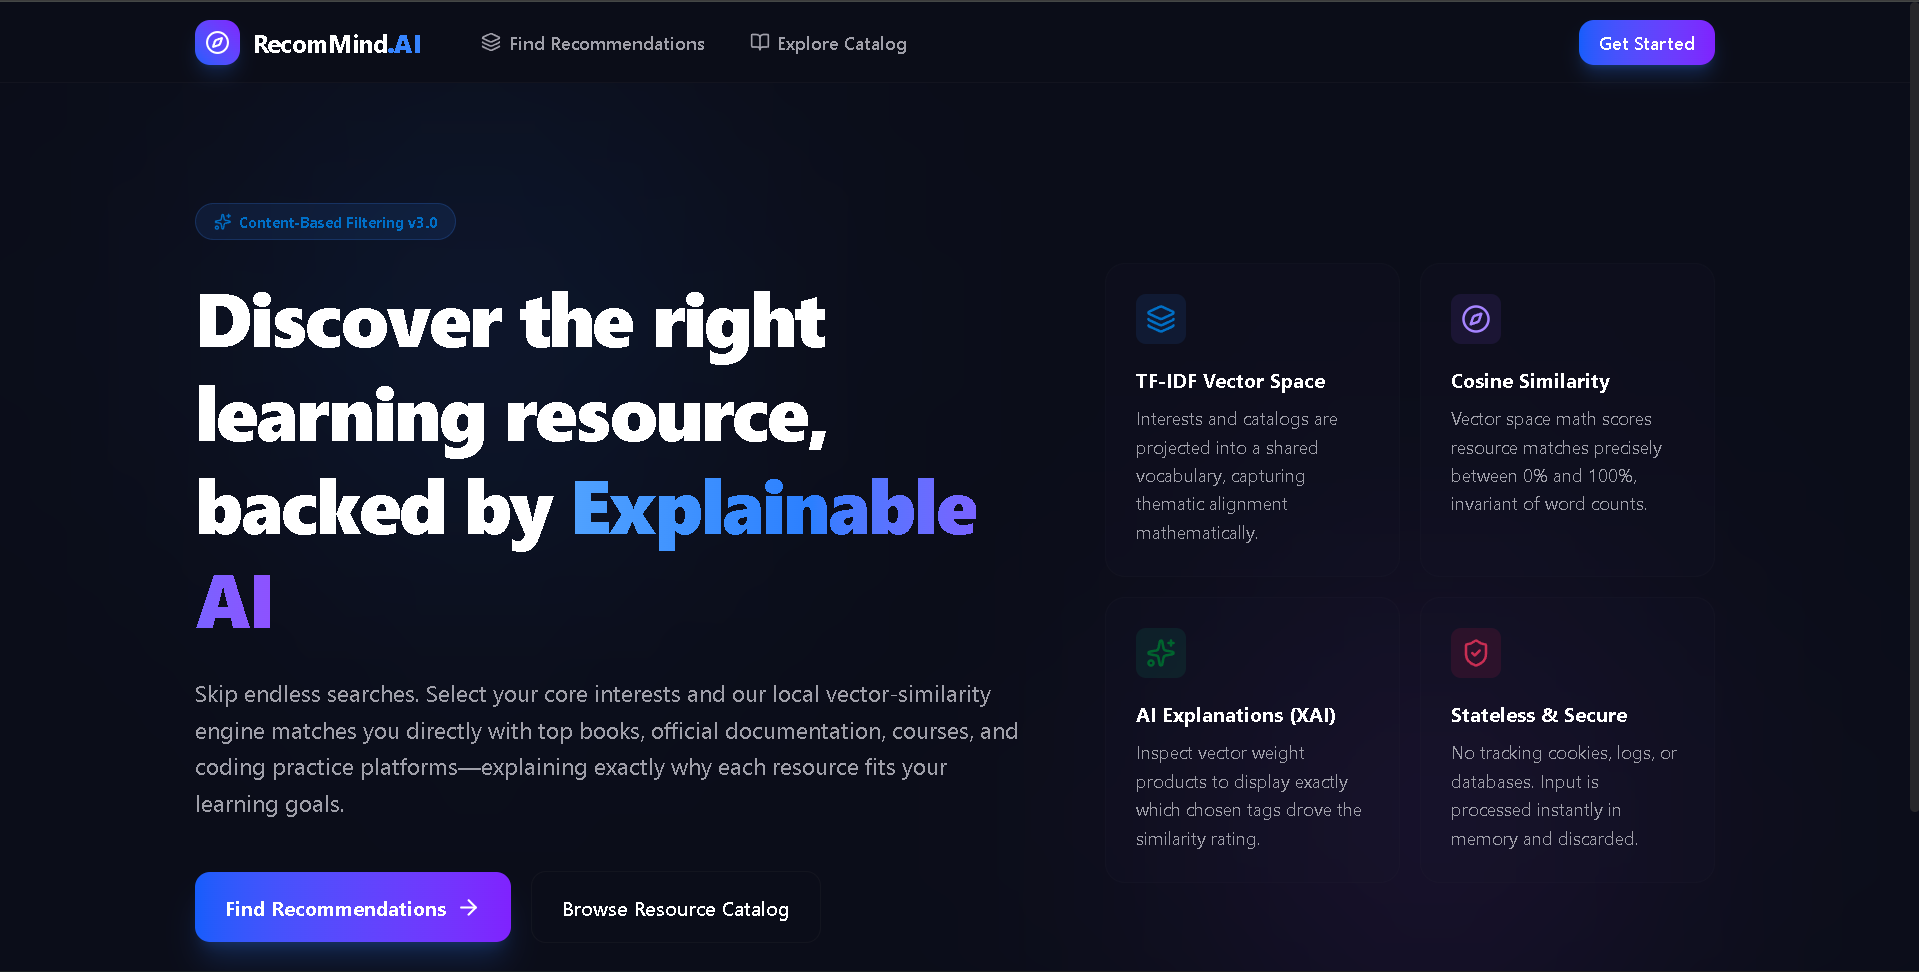 RecomMind.AI
Find Recommendations
Explore Catalog
Get Started
Content-Based Filtering v3.0
Discover the right
learning resource,
backed by Explainable
AI
Skip endless searches. Select your core interests and our local vector-similarity
engine matches you directly with top books, official documentation, courses, and
coding practice platforms—explaining exactly why each resource fits your
learning goals.
Find Recommendations
Browse Resource Catalog
TF-IDF Vector Space
Interests and catalogs are
projected into a shared
vocabulary, capturing
thematic alignment
mathematically.
Cosine Similarity
Vector space math scores
resource matches precisely
between 0% and 100%,
invariant of word counts.
AI Explanations (XAI)
Inspect vector weight
products to display exactly
which chosen tags drove the
similarity rating.
Stateless & Secure
No tracking cookies, logs, or
databases. Input is
processed instantly in
memory and discarded.